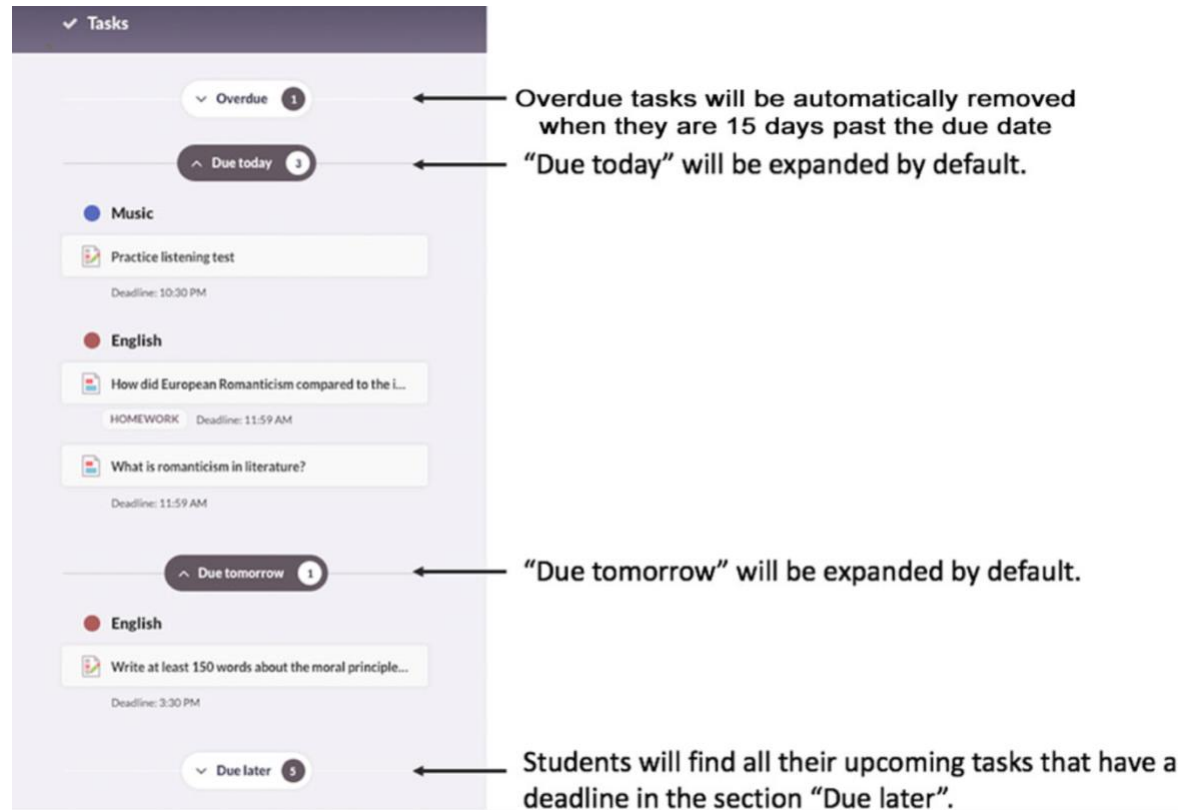 ✓ Tasks
Overdue 1
Overdue tasks will be automatically removed
when they are 15 days past the due date
Due today 3
“Due today” will be expanded by default.
Music
Practice listening test
Deadline: 10:30 PM
English
How did European Romanticism compared to the i...
HOMEWORK Deadline: 11:59 AM
What is romanticism in literature?
Deadline: 11:59 AM
Due tomorrow 1
“Due tomorrow” will be expanded by default.
English
Write at least 150 words about the moral principle...
Deadline: 3:30 PM
Due later 5
Students will find all their upcoming tasks that have a
deadline in the section “Due later”.